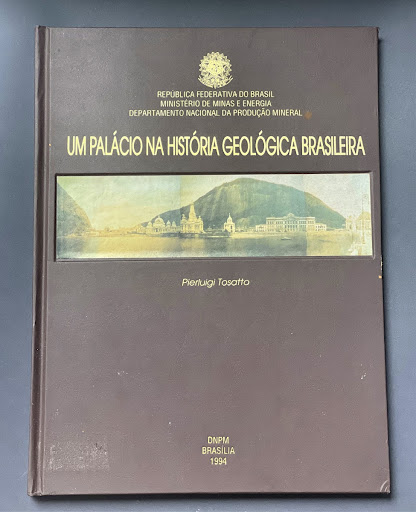 REPÚBLICA FEDERATIVA DO BRASIL
MINISTÉRIO DE MINAS E ENERGIA
DEPARTAMENTO NACIONAL DA PRODUÇÃO MINERAL
UM PALÁCIO NA HISTÓRIA GEOLÓGICA BRASILEIRA
Pierluigi Tosatto
DNPM
BRASÍLIA
1994